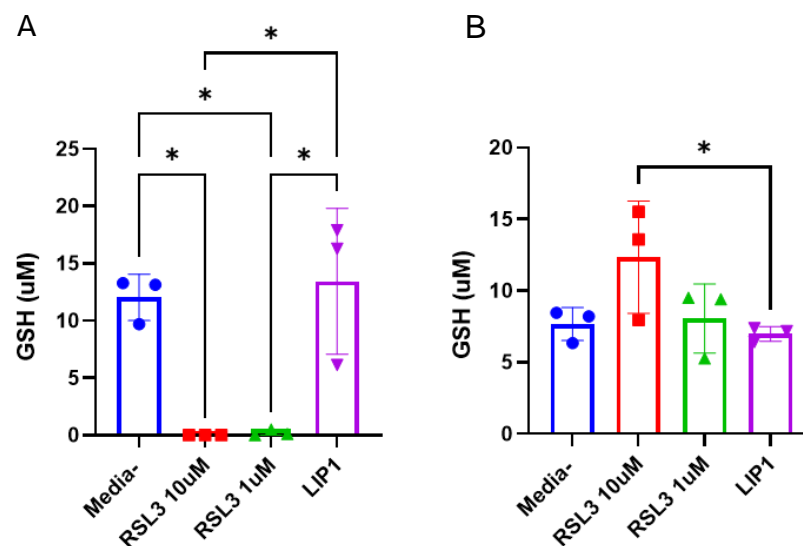 A
*
*
*
*
25
20
15
10
5
0
GSH (uM)
Media-
RSL3 10uM
RSL3 1uM
LIP1
B
*
20
15
10
5
0
GSH (uM)
Media-
RSL3 10uM
RSL3 1uM
LIP1